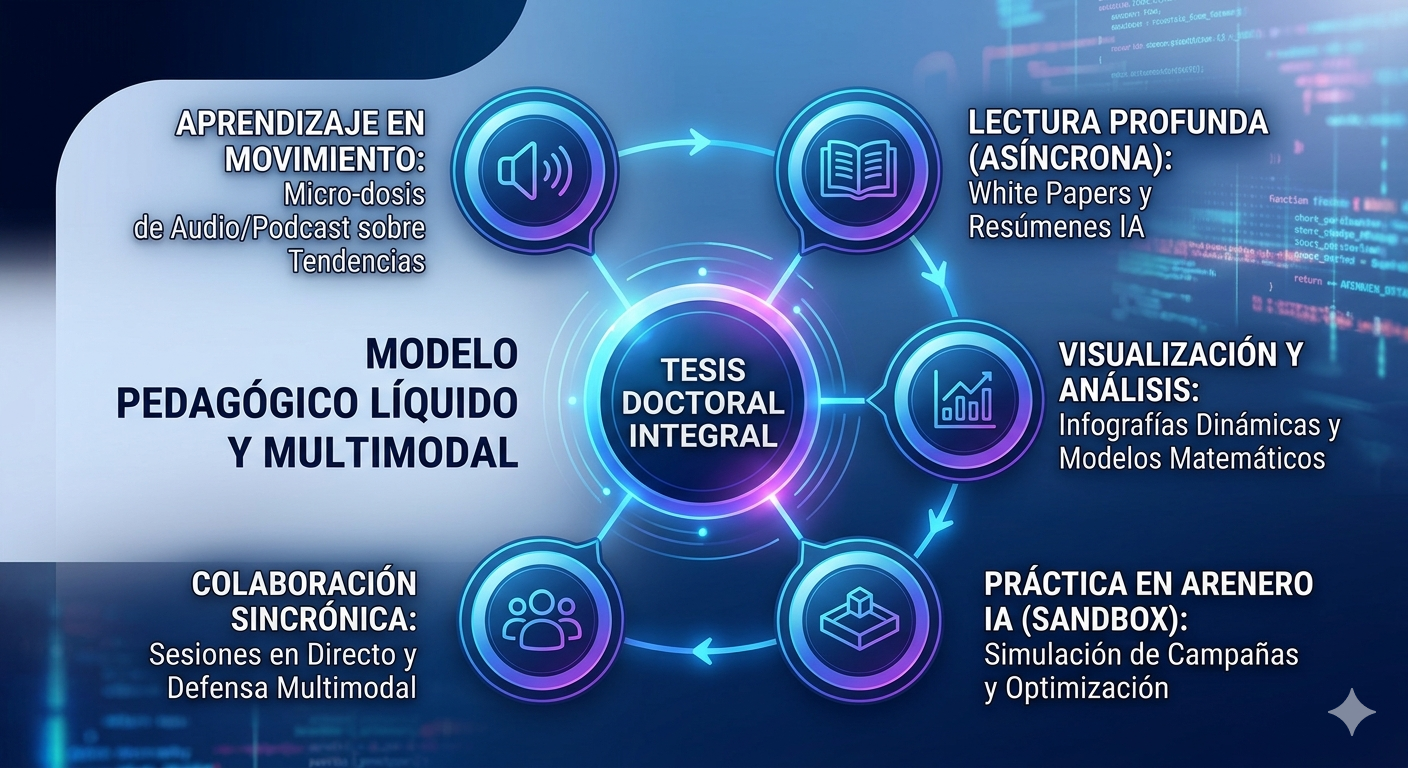 APRENDIZAJE EN
MOVIMIENTO:
Micro-dosis
de Audio/Podcast sobre
Tendencias
LECTURA PROFUNDA
(ASÍNCRONA):
White Papers y
Resúmenes IA
MODELO
PEDAGÓGICO LÍQUIDO
Y MULTIMODAL
TESIS
DOCTORAL
INTEGRAL
VISUALIZACIÓN Y
ANÁLISIS:
Infografías Dinámicas y
Modelos Matemáticos
COLABORACIÓN
SINCRÓNICA:
Sesiones en Directo y
Defensa Multimodal
PRÁCTICA EN ARENERO
IA (SANDBOX):
Simulación de Campañas
y Optimización